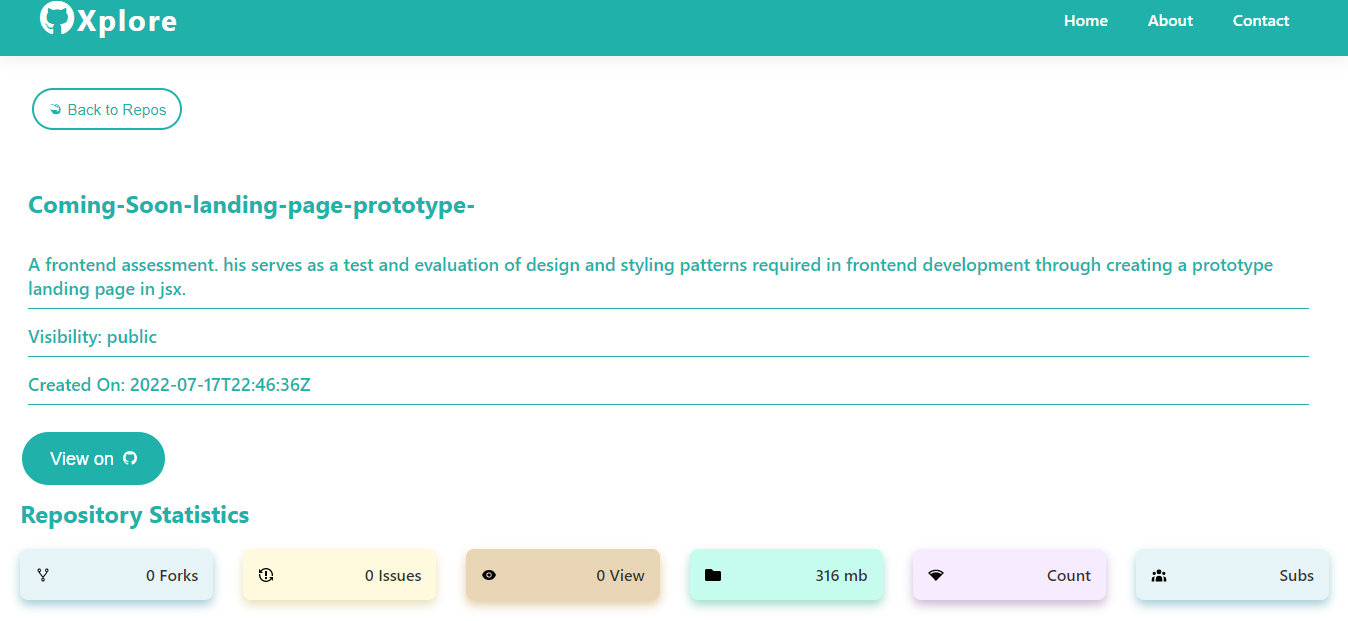 Xplore
Home About Contact
Back to Repos
Coming-Soon-landing-page-prototype-
A frontend assessment. his serves as a test and evaluation of design and styling patterns required in frontend development through creating a prototype
landing page in jsx.
Visibility: public
Created On: 2022-07-17T22:46:36Z
View on
Repository Statistics
0 Forks 0 Issues 0 View 316 mb Count Subs